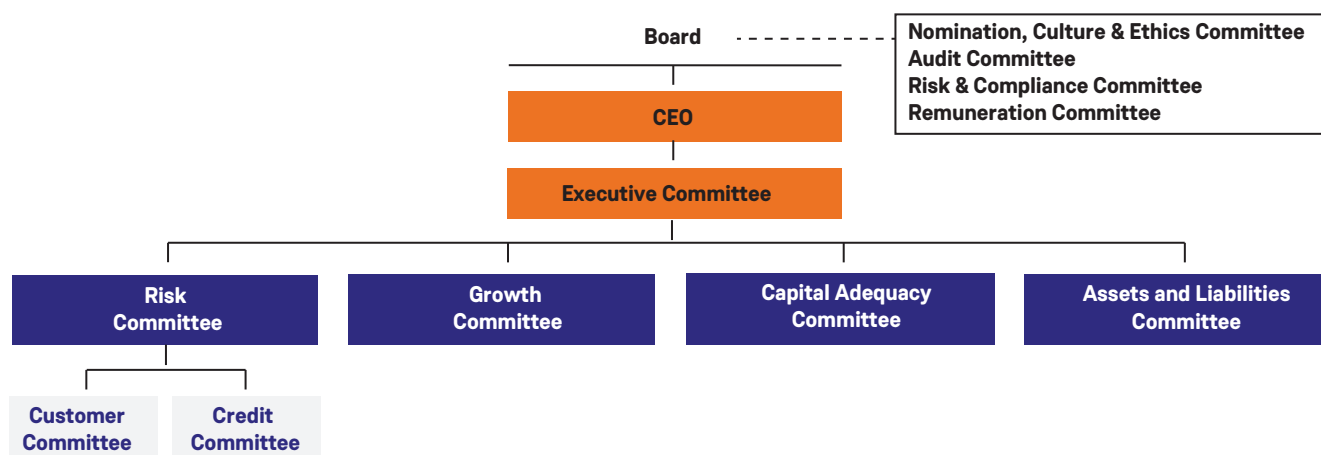 Board
Nomination, Culture & Ethics Committee
Audit Committee
Risk & Compliance Committee
Remuneration Committee
CEO
Executive Committee
Risk
Committee
Growth
Committee
Capital Adequacy
Committee
Assets and Liabilities
Committee
Customer
Committee
Credit
Committee